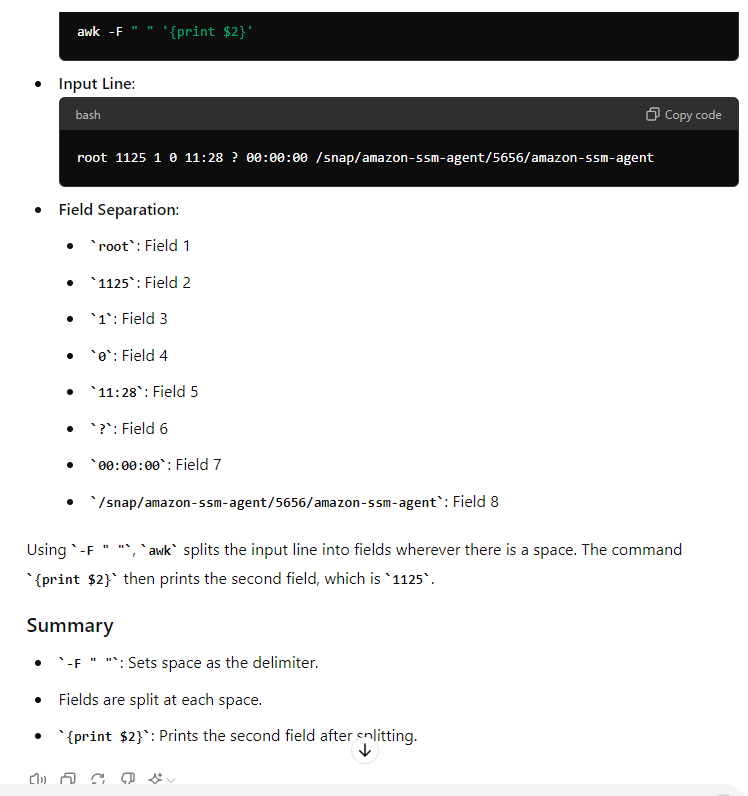 awk -F " " '{print $2}'
Input Line:
bash
Copy code
root 1125 1 0 11:28 ? 00:00:00 /snap/amazon-ssm-agent/5656/amazon-ssm-agent
Field Separation:
`root`: Field 1
`1125`: Field 2
`1`: Field 3
`0`: Field 4
`11:28`: Field 5
`?`: Field 6
`00:00:00`: Field 7
`/snap/amazon-ssm-agent/5656/amazon-ssm-agent`: Field 8
Using `-F " "`, `awk` splits the input line into fields wherever there is a space. The command
`{print $2}` then prints the second field, which is `1125`.
Summary
`-F " "`: Sets space as the delimiter.
Fields are split at each space.
`{print $2}`: Prints the second field after splitting.